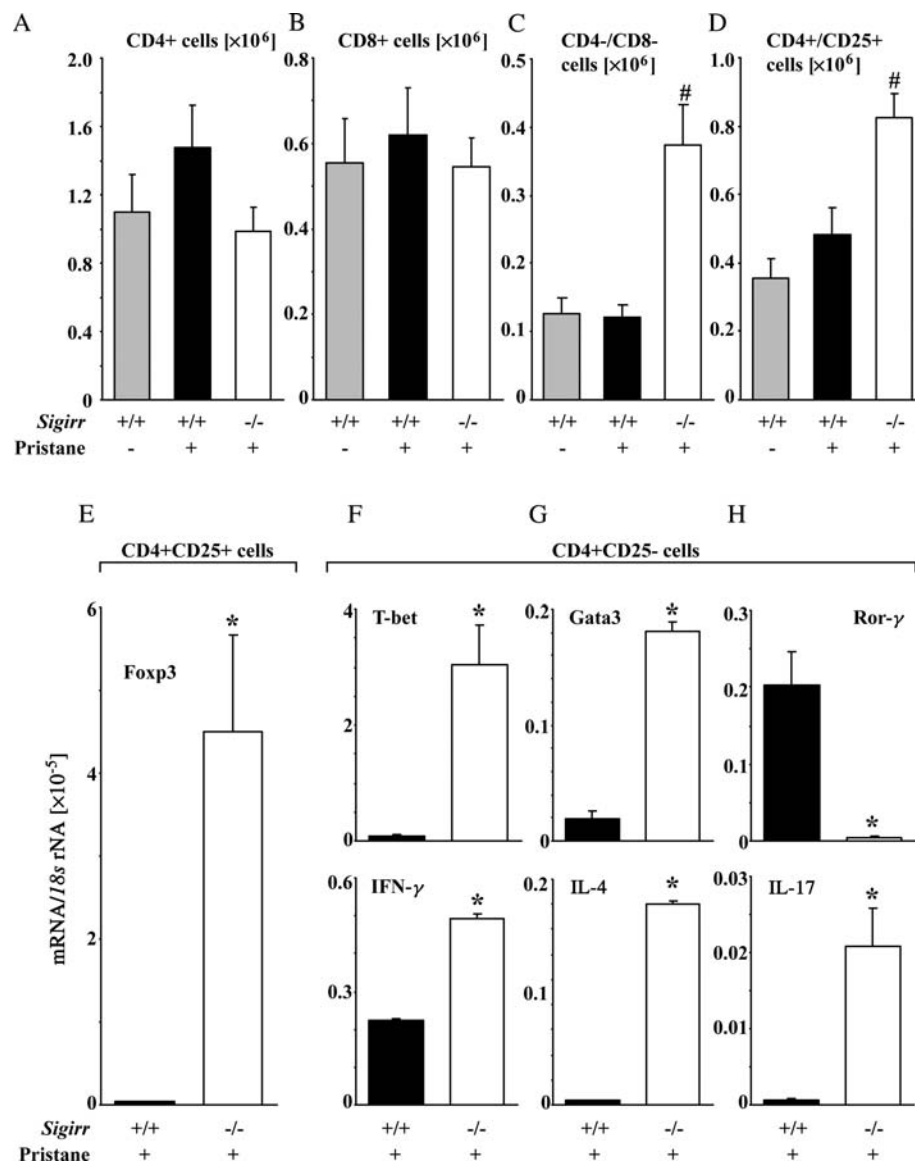 A B C D
CD4+ cells [×10⁶] CD8+ cells [×10⁶] CD4-/CD8- CD4+/CD25+
cells [×10⁶] cells [×10⁶]
2.0 0.8 0.5 1.0
# #
1.6 0.4 0.8
0.6
1.2 0.3 0.6
0.4
0.8 0.2 0.4
0.2
0.4 0.1 0.2
0 0 0 0
Sigirr +/+ +/+ -/- +/+ +/+ -/- +/+ +/+ -/- +/+ +/+ -/-
Pristane - + + - + + - + + - + +
E F G H
CD4+CD25+ cells CD4+CD25- cells
6 4 0.2 0.3
* * *
T-bet Gata3 Ror-γ
Foxp3
0.2
2 0.1
4 0.1
*
0 0 0
mRNA/18s rNA [×10⁻⁵]
0.6 0.2 0.03
IFN-γ * IL-4 * IL-17 *
0.02
2 0.3 0.1
0.01
0 0 0 0
Sigirr +/+ -/- +/+ -/- +/+ -/- +/+ -/-
Pristane + + + + + + + +